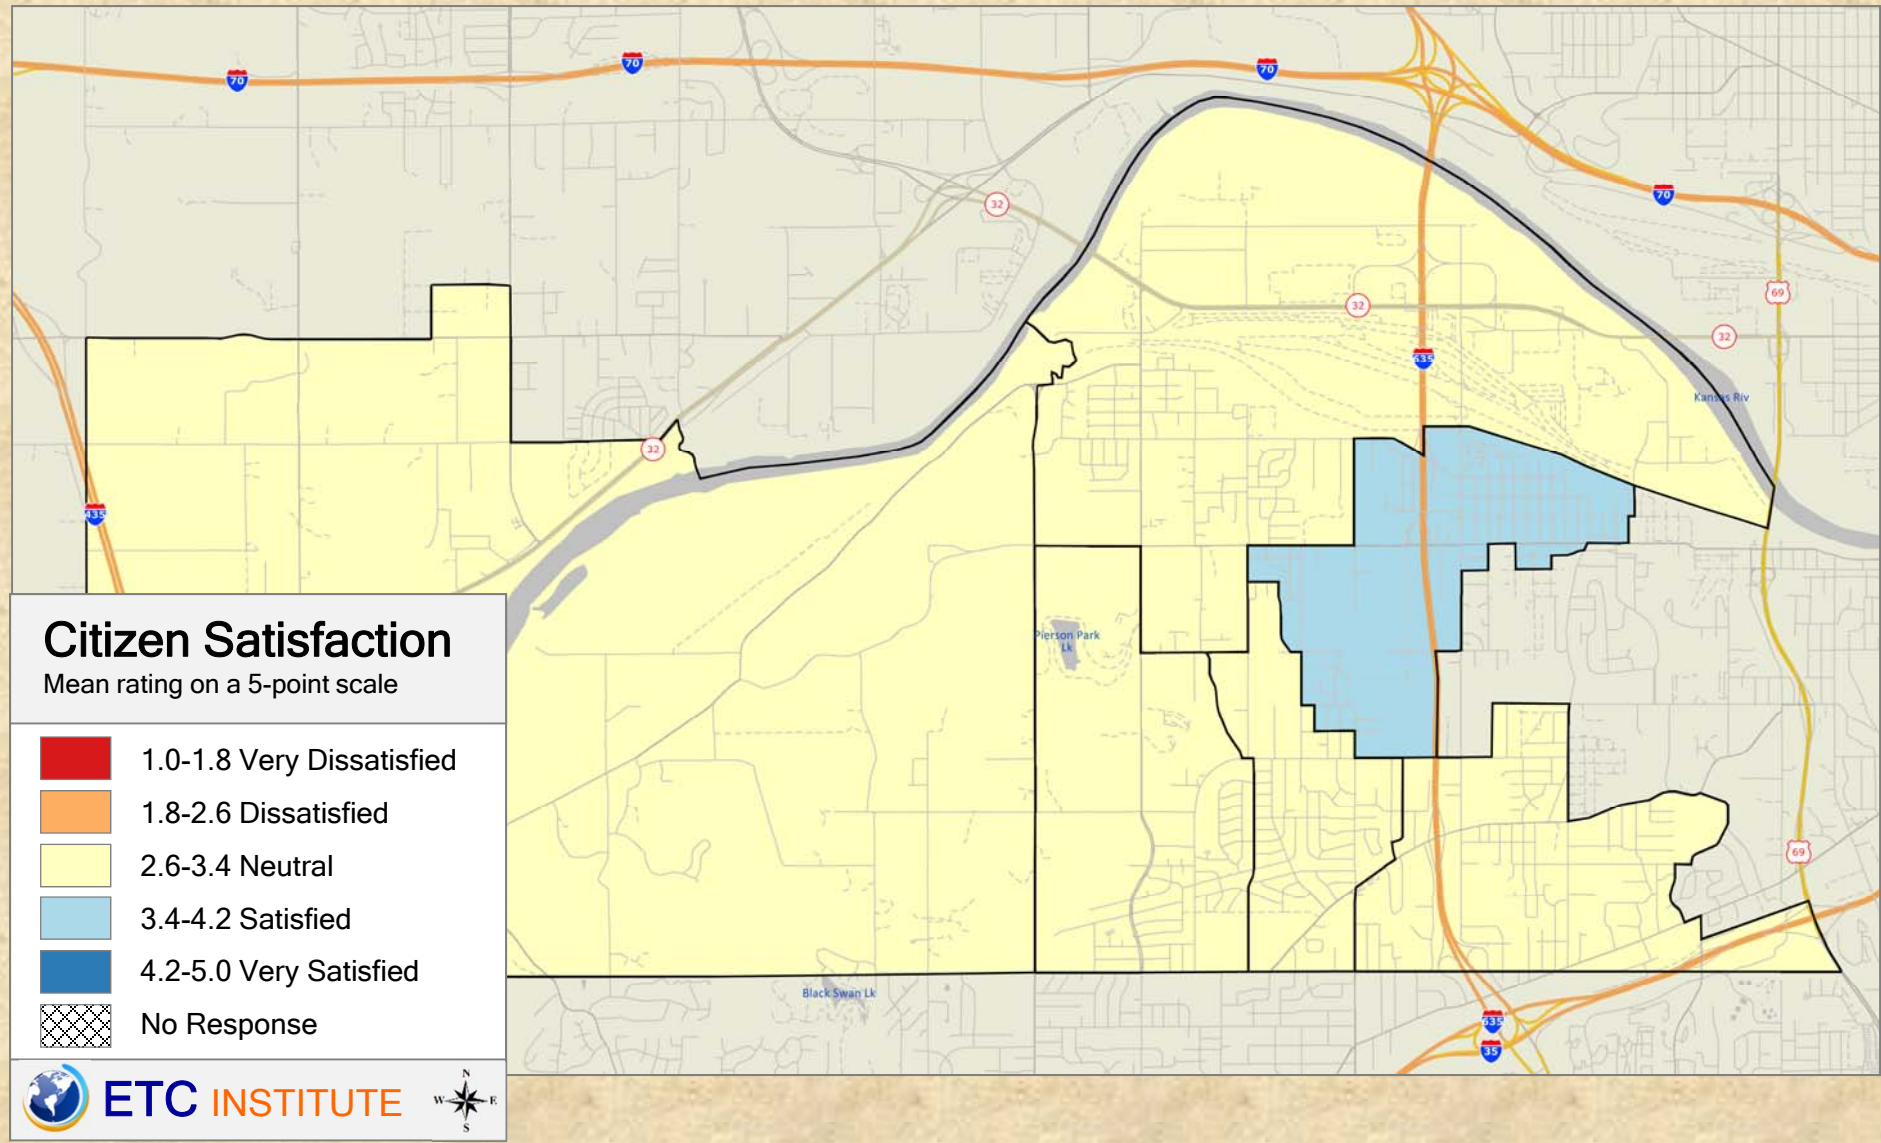 70
70
70
70
32
69
32
32
635
Kansas Riv
32
435
Pierson Park
Lk
Citizen Satisfaction
Mean rating on a 5-point scale
1.0-1.8 Very Dissatisfied
1.8-2.6 Dissatisfied
2.6-3.4 Neutral
3.4-4.2 Satisfied
4.2-5.0 Very Satisfied
No Response
69
Black Swan Lk
635
35
ETC INSTITUTE
N
W E
S